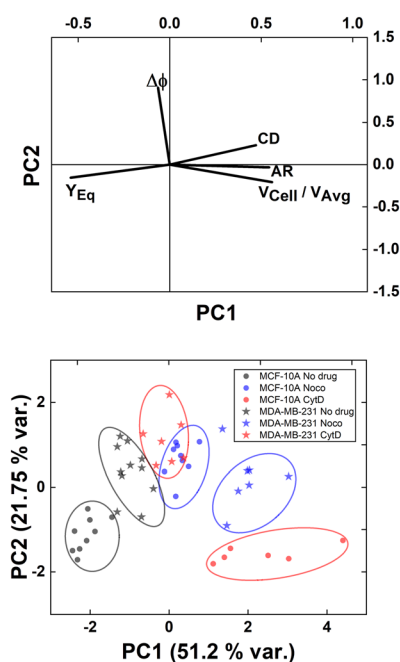 -0.5 0.0 0.5 1.0
1.5
1.0
0.5
0.0
-0.5
-1.0
-1.5
Δϕ
CD
AR
Y_Eq
V_Cell / V_Avg
PC2
PC1
MCF-10A No drug
MCF-10A Noco
MCF-10A CytD
MDA-MB-231 No drug
MDA-MB-231 Noco
MDA-MB-231 CytD
2
0
-2
PC2 (21.75 % var.)
-2 0 2 4
PC1 (51.2 % var.)